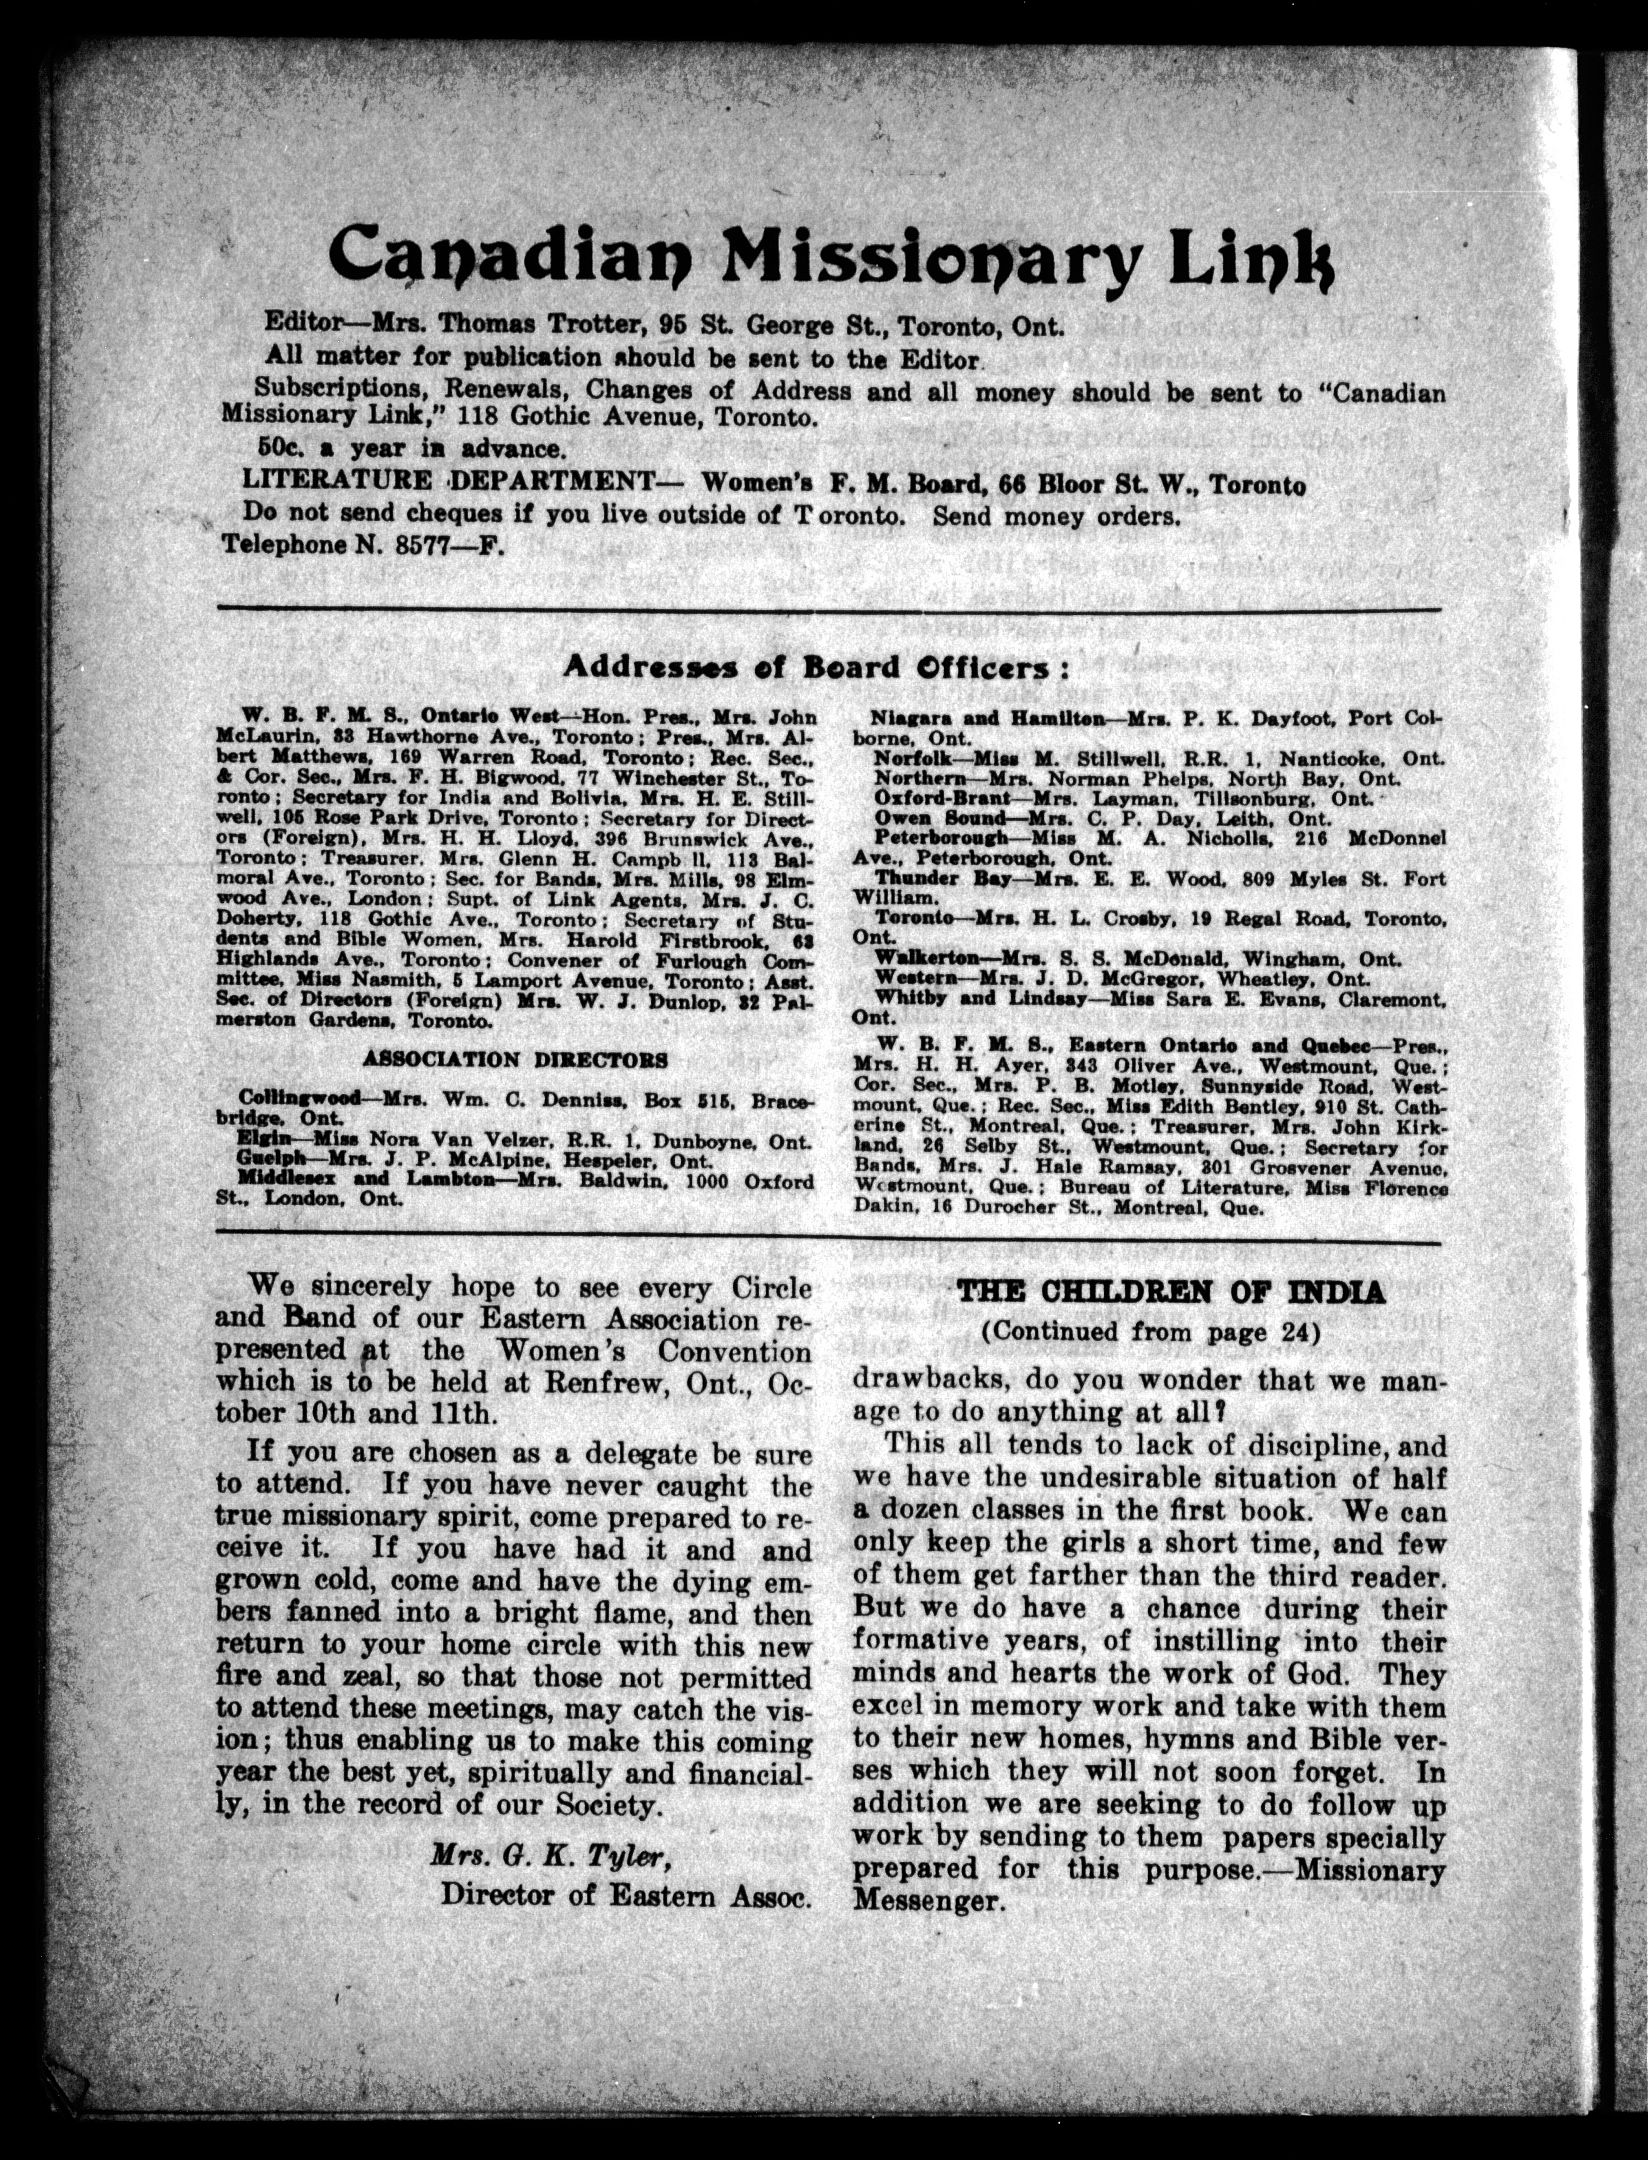 Canadian Missionary Link
Editor—Mrs. Thomas Trotter, 95 St. George St., Toronto, Ont.
All matter for publication should be sent to the Editor.
Subscriptions, Renewals, Changes of Address and all money should be sent to "Canadian
Missionary Link," 118 Gothic Avenue, Toronto.
50c. a year in advance.
LITERATURE DEPARTMENT— Women's F. M. Board, 66 Bloor St. W., Toronto
Do not send cheques if you live outside of Toronto. Send money orders.
Telephone N. 8577—F.
Addresses of Board Officers :
W. B. F. M. S., Ontario West—Hon. Pres., Mrs. John
McLaurin, 33 Hawthorne Ave., Toronto; Pres., Mrs. Al-
bert Matthews, 169 Warren Road, Toronto; Rec. Sec.,
& Cor. Sec., Mrs. F. H. Bigwood, 77 Winchester St., To-
ronto; Secretary for India and Bolivia, Mrs. H. E. Still-
well, 105 Rose Park Drive, Toronto; Secretary for Direct-
ors (Foreign), Mrs. H. H. Lloyd, 396 Brunswick Ave.,
Toronto; Treasurer, Mrs. Glenn H. Campb ll, 113 Bal-
moral Ave., Toronto; Sec. for Bands, Mrs. Mills, 98 Elm-
wood Ave., London; Supt. of Link Agents, Mrs. J. C.
Doherty, 118 Gothic Ave., Toronto; Secretary of Stu-
dents and Bible Women, Mrs. Harold Firstbrook, 63
Highlands Ave., Toronto; Convener of Furlough Com-
mittee, Miss Nasmith, 5 Lamport Avenue, Toronto; Asst.
Sec. of Directors (Foreign) Mrs. W. J. Dunlop, 32 Pal-
merston Gardens, Toronto.
ASSOCIATION DIRECTORS
Collingwood—Mrs. Wm. C. Denniss, Box 515, Brace-
bridge, Ont.
Elgin—Miss Nora Van Velzer, R.R. 1, Dunboyne, Ont.
Guelph—Mrs. J. P. McAlpine, Hespeler, Ont.
Middlesex and Lambton—Mrs. Baldwin, 1000 Oxford
St., London, Ont.
Niagara and Hamilton—Mrs. P. K. Dayfoot, Port Col-
borne, Ont.
Norfolk—Miss M. Stillwell, R.R. 1, Nanticoke, Ont.
Northern—Mrs. Norman Phelps, North Bay, Ont.
Oxford-Brant—Mrs. Layman, Tillsonburg, Ont.
Owen Sound—Mrs. C. P. Day, Leith, Ont.
Peterborough—Miss M. A. Nicholls, 216 McDonnel
Ave., Peterborough, Ont.
Thunder Bay—Mrs. E. E. Wood, 809 Myles St. Fort
William.
Toronto—Mrs. H. L. Crosby, 19 Regal Road, Toronto,
Ont.
Walkerton—Mrs. S. S. McDonald, Wingham, Ont.
Western—Mrs. J. D. McGregor, Wheatley, Ont.
Whitby and Lindsay—Miss Sara E. Evans, Claremont,
Ont.
W. B. F. M. S., Eastern Ontario and Quebec—Pres.,
Mrs. H. H. Ayer, 343 Oliver Ave., Westmount, Que.;
Cor. Sec., Mrs. P. B. Motley, Sunnyside Road, West-
mount, Que.; Rec. Sec., Miss Edith Bentley, 910 St. Cath-
erine St., Montreal, Que.; Treasurer, Mrs. John Kirk-
land, 26 Selby St., Westmount, Que.; Secretary for
Bands, Mrs. J. Hale Ramsay, 301 Grosvener Avenue,
Westmount, Que.; Bureau of Literature, Miss Florence
Dakin, 16 Durocher St., Montreal, Que.
We sincerely hope to see every Circle
and Band of our Eastern Association re-
presented at the Women's Convention
which is to be held at Renfrew, Ont., Oc-
tober 10th and 11th.
If you are chosen as a delegate be sure
to attend. If you have never caught the
true missionary spirit, come prepared to re-
ceive it. If you have had it and and
grown cold, come and have the dying em-
bers fanned into a bright flame, and then
return to your home circle with this new
fire and zeal, so that those not permitted
to attend these meetings, may catch the vis-
ion; thus enabling us to make this coming
year the best yet, spiritually and financial-
ly, in the record of our Society.
Mrs. G. K. Tyler,
Director of Eastern Assoc.
THE CHILDREN OF INDIA
(Continued from page 24)
drawbacks, do you wonder that we man-
age to do anything at all?
This all tends to lack of discipline, and
we have the undesirable situation of half
a dozen classes in the first book. We can
only keep the girls a short time, and few
of them get farther than the third reader.
But we do have a chance during their
formative years, of instilling into their
minds and hearts the work of God. They
excel in memory work and take with them
to their new homes, hymns and Bible ver-
ses which they will not soon forget. In
addition we are seeking to do follow up
work by sending to them papers specially
prepared for this purpose.—Missionary
Messenger.